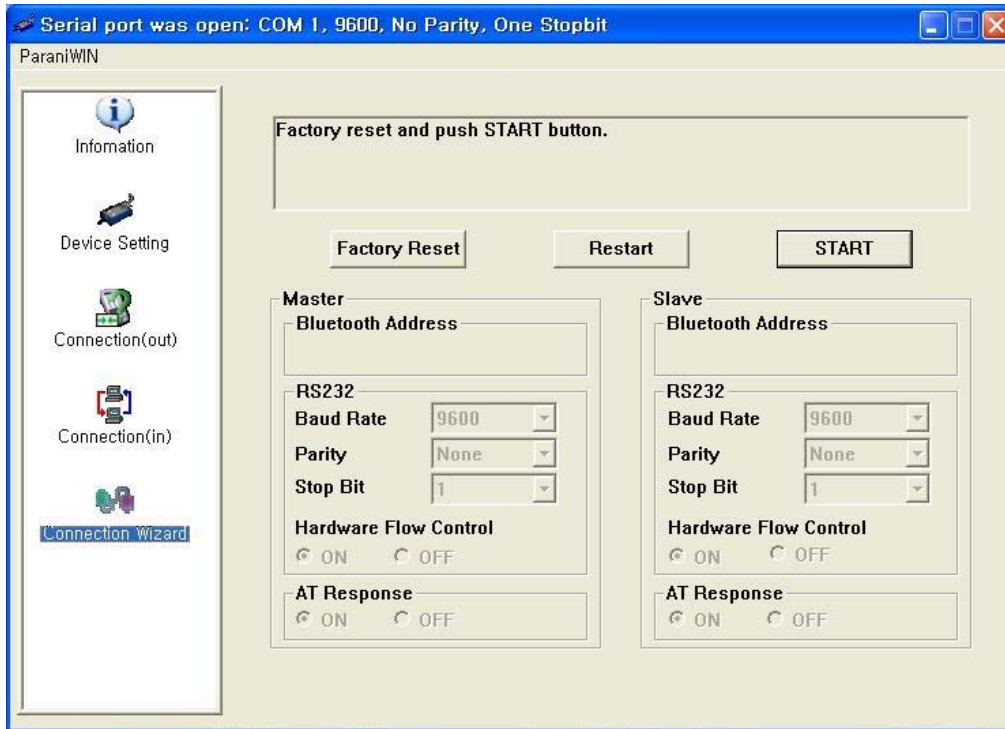 Serial port was open: COM 1, 9600, No Parity, One Stopbit
ParaniWIN
Infomation
Device Setting
Connection(out)
Connection(in)
Connection Wizard
Factory reset and push START button.
Factory Reset
Restart
START
Master
Bluetooth Address
RS232
Baud Rate 9600
Parity None
Stop Bit 1
Hardware Flow Control
ON OFF
AT Response
ON OFF
Slave
Bluetooth Address
RS232
Baud Rate 9600
Parity None
Stop Bit 1
Hardware Flow Control
ON OFF
AT Response
ON OFF